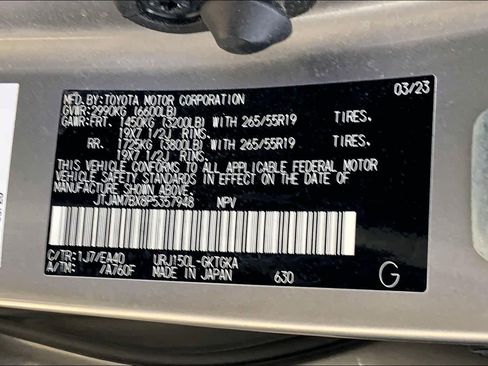 MFD.BY:TOYOTA MOTOR CORPORATION 03/23
GVWR:2990KG (6600LB)
GAWR:FRT. 1450KG (3200LB) WITH 265/55R19 TIRES,
19X7 1/2J RIMS.
RR. 1725KG (3800LB) WITH 265/55R19 TIRES,
19X7 1/2J RIMS.
THIS VEHICLE CONFORMS TO ALL APPLICABLE FEDERAL MOTOR
VEHICLE SAFETY STANDARDS IN EFFECT ON THE DATE OF
MANUFACTURE SHOWN ABOVE.
JTJAM7BX8P5357948 MPV
C/TR:1J7/EA40 URJ150L-GKTGKA
A/TM: /A760F MADE IN JAPAN 630 G